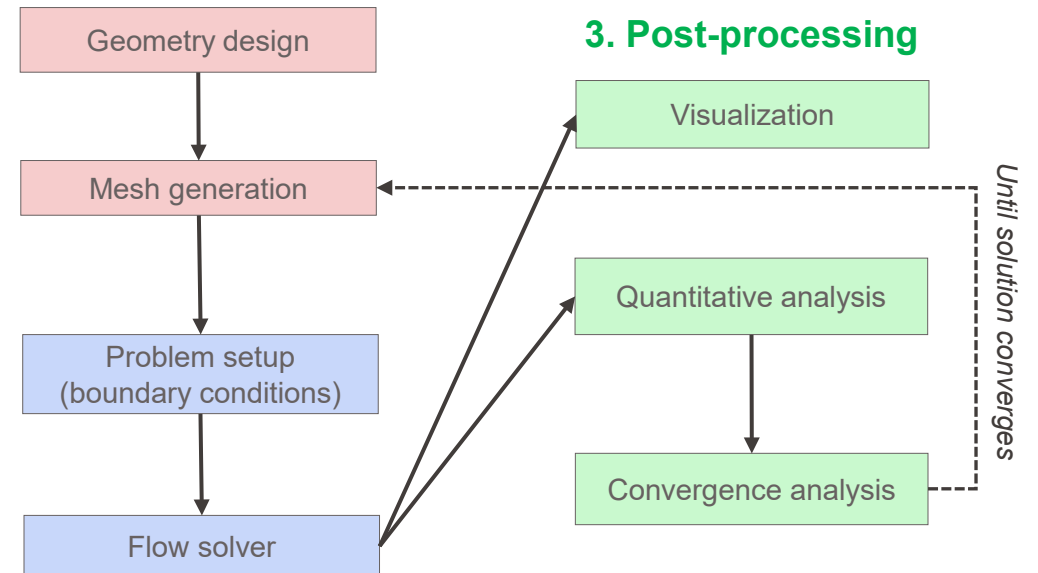 Geometry design
Mesh generation
Problem setup
(boundary conditions)
Flow solver
3. Post-processing
Visualization
Quantitative analysis
Convergence analysis
Until solution converges